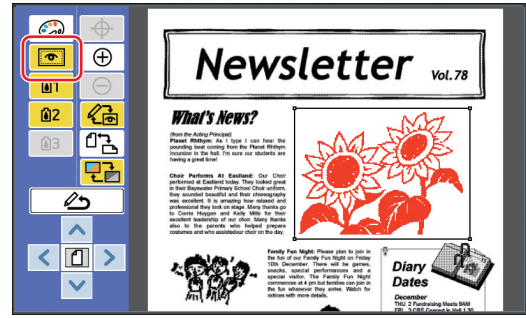 1
2
3
Newsletter Vol. 78
What's News?
(from the Acting Principal)
Planet Rhthym: As I type I can hear the
pounding beat coming from the Planet Rhthym
Incursion in the hall. I'm sure our students are
having a great time!
Choir Performs At Eastland: Our Choir
performed at Eastland today. They looked great
in their Bayswater Primary School Choir uniform,
they sounded beautiful and their choreography
was excellent. It is amazing how relaxed and
professional they look on stage. Many thanks go
to Corrie Heygen and Kelly Mills for their
excellent leadership of our choir. Many thanks
also to the parents who helped prepare
costumes and who assisted our choir on the day.
Family Fun Night: Please plan to join in
the fun of our Family Fun Night on Friday
10th December. There will be games,
snacks, special performances and a
special visitor. The Family Fun Night
commences at 4 pm but families can join in
the fun whenever they arrive. Watch for
notices with more details.
Diary
Dates
December
THU 2 Fundraising Meets 9AM